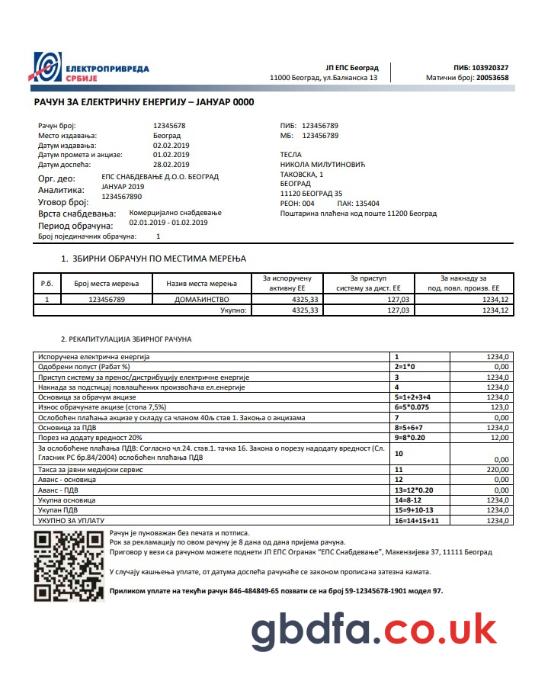 ЕЛЕКТРОПРИВРЕДА
СРБИЈЕ
ЈП ЕПС Београд
11000 Београд, ул.Балканска 13
ПИБ: 103920327
Матични број: 20053658
РАЧУН ЗА ЕЛЕКТРИЧНУ ЕНЕРГИЈУ – ЈАНУАР 0000
Рачун број: 12345678
Место издавања: Београд
Датум издавања: 02.02.2019
Датум промета и акцизе: 01.02.2019
Датум доспећа: 28.02.2019
Орг. део: ЕПС СНАБДЕВАЊЕ Д.О.О. БЕОГРАД
Аналитика: ЈАНУАР 2019
Уговор број: 1234567890
Врста снабдевања: Комерцијално снабдевање
Период обрачуна: 02.01.2019 - 01.02.2019
Број појединачних обрачуна: 1
ПИБ: 123456789
МБ: 123456789
ТЕСЛА
НИКОЛА МИЛУТИНОВИЋ
ТАКОВСКА, 1
БЕОГРАД
11120 БЕОГРАД 35
РЕОН: 004 ПАК: 135404
Поштарина плаћена код поште 11200 Београд
1. ЗБИРНИ ОБРАЧУН ПО МЕСТИМА МЕРЕЊА
Р.б. Број места мерења Назив места мерења За испоручену активну ЕЕ За приступ систему за дист. ЕЕ За накнаду за под. повл. произв. ЕЕ
1 123456789 ДОМАЋИНСТВО 4325,33 127,03 1234,12
Укупно: 4325,33 127,03 1234,12
2. РЕКАПИТУЛАЦИЈА ЗБИРНОГ РАЧУНА
Испоручена електрична енергија 1 1234,0
Одобрени попуст (Рабат %) 2=1*0 0,00
Приступ систему за пренос/дистрибуцију електричне енергије 3 1234,0
Накнада за подстицај повлашћених произвођача ел.енергије 4 1234,0
Основица за обрачум акцизе 5=1+2+3+4 1234,0
Износ обрачунате акцизе (стопа 7,5%) 6=5*0.075 123,0
Ослобођен плаћања акцизе у складу са чланом 40љ став 1. Закоња о акцизама 7 0,00
Основица за ПДВ 8=5+6+7 1234,0
Порез на додату вредност 20% 9=8*0.20 12,00
За ослобођене плаћања ПДВ: Согласно чл.24. став.1. тачка 16. Закона о порезу надодату вредност (Сл.
Гласник РС бр.84/2004) ослобођен плаћања ПДВ 10 0,00
Такса за јавни медијски сервис 11 220,00
Аванс - основица 12 0,00
Аванс - ПДВ 13=12*0.20 0,00
Укупна основица 14=8-12 1234,0
Укупан ПДВ 15=9+10-13 1234,0
УКУПНО ЗА УПЛАТУ 16=14+15+11 1234,0
Рачун је пуноважан без печата и потписа.
Рок за рекламацију по овом рачуну је 8 дана од дана пријема рачуна.
Приговор у вези са рачуном можете поднети ЈП ЕПС Огранак "ЕПС Снабдевање", Макензијева 37, 11111 Београд
У случају кашњења уплате, от датума доспећа рачунаће се законом прописана затезна камата.
Приликом уплате на текући рачун 846-484849-65 позвати се на број 59-12345678-1901 модел 97.
gbdfa.co.uk